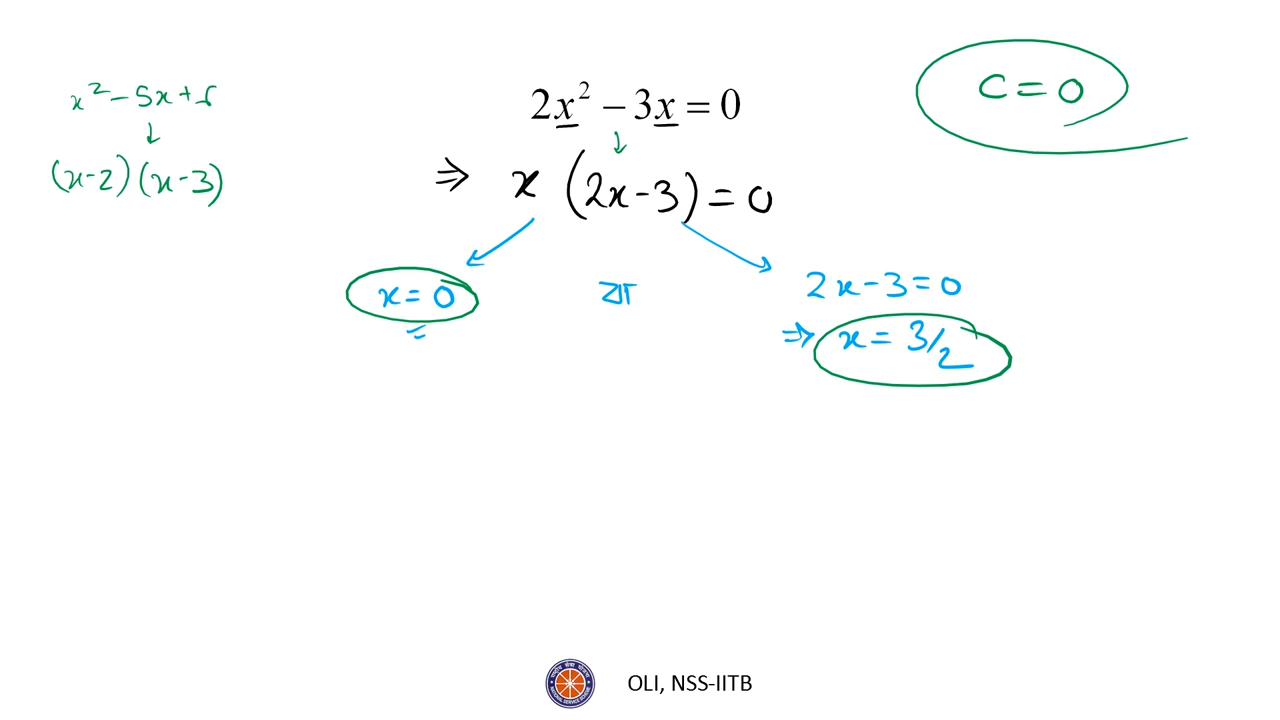 x² – 5x + 6
↓
(x-2) (x-3)
2x² − 3x = 0
⇒ x (2x-3) = 0
x = 0 या 2x-3=0
⇒ x = 3/2
C = 0
OLI, NSS-IITB